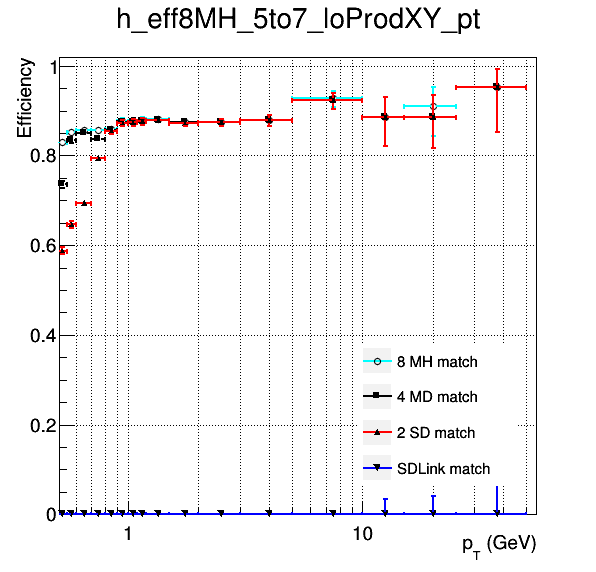 h_eff8MH_5to7_loProdXY_pt
Efficiency
1
0.8
0.6
0.4
0.2
0
8 MH match
4 MD match
2 SD match
SDLink match
1
10
p_T (GeV)